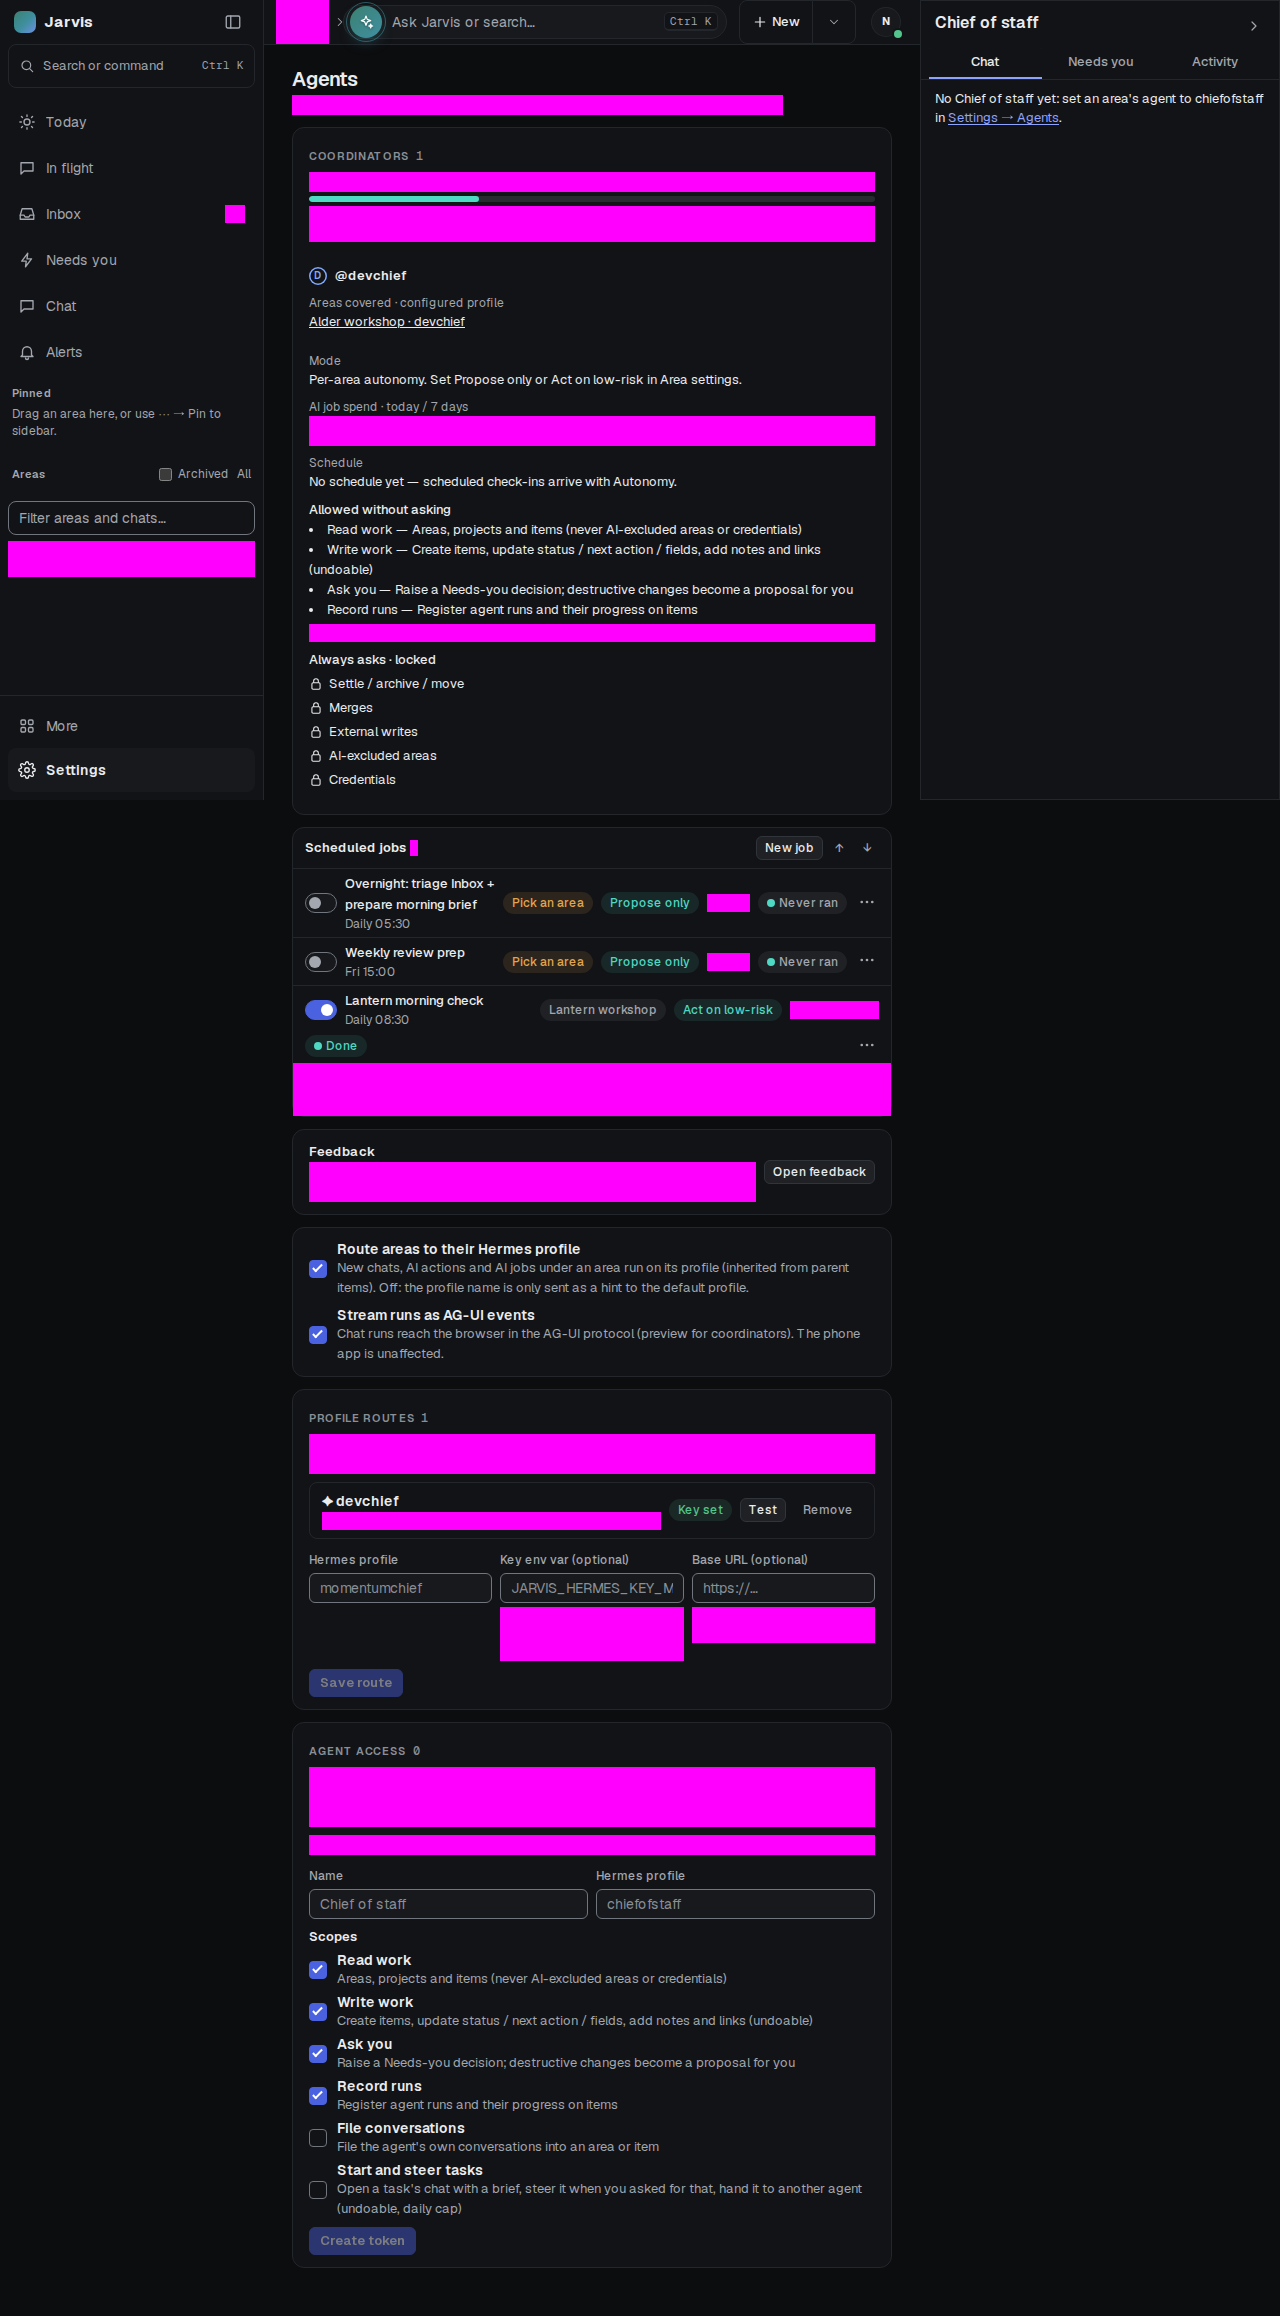 Jarvis
Search or command Ctrl K
Today
In flight
Inbox
Needs you
Chat
Alerts
Pinned
Drag an area here, or use ··· → Pin to
sidebar.
Areas Archived All
Filter areas and chats…
More
Settings
Ask Jarvis or search… Ctrl K
New
N
Agents
COORDINATORS 1
D @devchief
Areas covered · configured profile
Alder workshop · devchief
Mode
Per-area autonomy. Set Propose only or Act on low-risk in Area settings.
AI job spend · today / 7 days
Schedule
No schedule yet — scheduled check-ins arrive with Autonomy.
Allowed without asking
• Read work — Areas, projects and items (never AI-excluded areas or credentials)
• Write work — Create items, update status / next action / fields, add notes and links
(undoable)
• Ask you — Raise a Needs-you decision; destructive changes become a proposal for you
• Record runs — Register agent runs and their progress on items
Always asks · locked
Settle / archive / move
Merges
External writes
AI-excluded areas
Credentials
Scheduled jobs New job ↑ ↓
Overnight: triage Inbox +
prepare morning brief
Daily 05:30
Pick an area Propose only Never ran ···
Weekly review prep
Fri 15:00
Pick an area Propose only Never ran ···
Lantern morning check
Daily 08:30
Lantern workshop Act on low-risk
Done ···
Feedback
Open feedback
Route areas to their Hermes profile
New chats, AI actions and AI jobs under an area run on its profile (inherited from parent
items). Off: the profile name is only sent as a hint to the default profile.
Stream runs as AG-UI events
Chat runs reach the browser in the AG-UI protocol (preview for coordinators). The phone
app is unaffected.
PROFILE ROUTES 1
✦ devchief
Key set Test Remove
Hermes profile Key env var (optional) Base URL (optional)
momentumchief JARVIS_HERMES_KEY_M https://…
Save route
AGENT ACCESS 0
Name Hermes profile
Chief of staff chiefofstaff
Scopes
Read work
Areas, projects and items (never AI-excluded areas or credentials)
Write work
Create items, update status / next action / fields, add notes and links (undoable)
Ask you
Raise a Needs-you decision; destructive changes become a proposal for you
Record runs
Register agent runs and their progress on items
File conversations
File the agent's own conversations into an area or item
Start and steer tasks
Open a task's chat with a brief, steer it when you asked for that, hand it to another agent
(undoable, daily cap)
Create token
Chief of staff
Chat Needs you Activity
No Chief of staff yet: set an area's agent to chiefofstaff
in Settings → Agents.